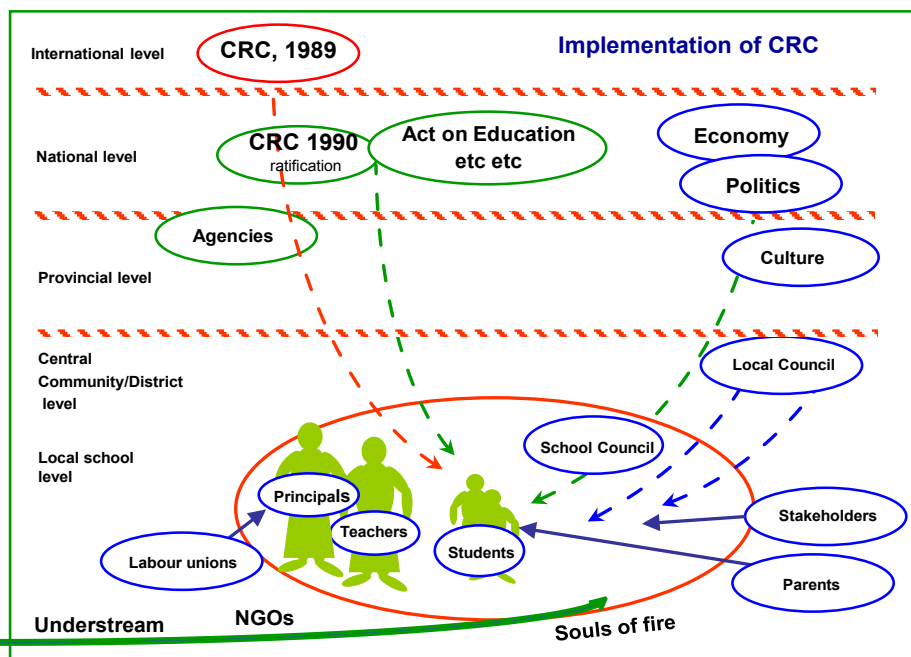 International level
CRC, 1989
Implementation of CRC
National level
CRC 1990
ratification
Act on Education
etc etc
Economy
Politics
Agencies
Culture
Provincial level
Central
Community/District
level
Local Council
Local school
level
School Council
Principals
Teachers
Students
Stakeholders
Labour unions
Parents
NGOs
Understream
Souls of fire